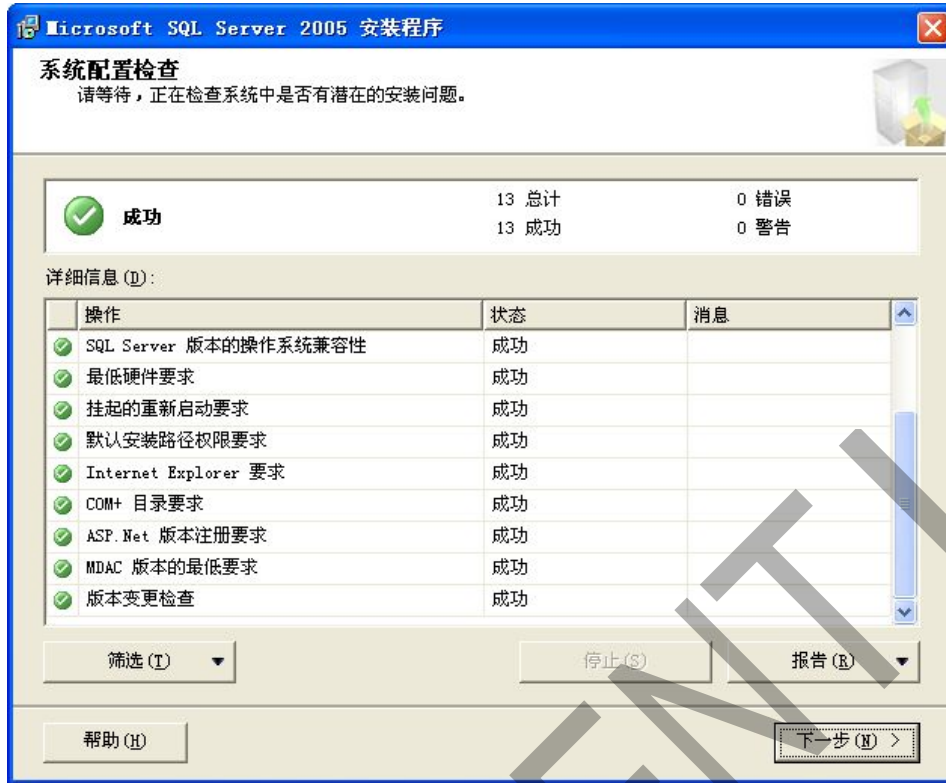 Microsoft SQL Server 2005 安装程序
系统配置检查
请等待，正在检查系统中是否有潜在的安装问题。
成功
13 总计
0 错误
13 成功
0 警告
详细信息(D):
操作 状态 消息
SQL Server 版本的操作系统兼容性 成功
最低硬件要求 成功
挂起的重新启动要求 成功
默认安装路径权限要求 成功
Internet Explorer 要求 成功
COM+ 目录要求 成功
ASP.Net 版本注册要求 成功
MDAC 版本的最低要求 成功
版本变更检查 成功
筛选(T) 停止(S) 报告(R)
帮助(H) 下一步(N) >
ENTI